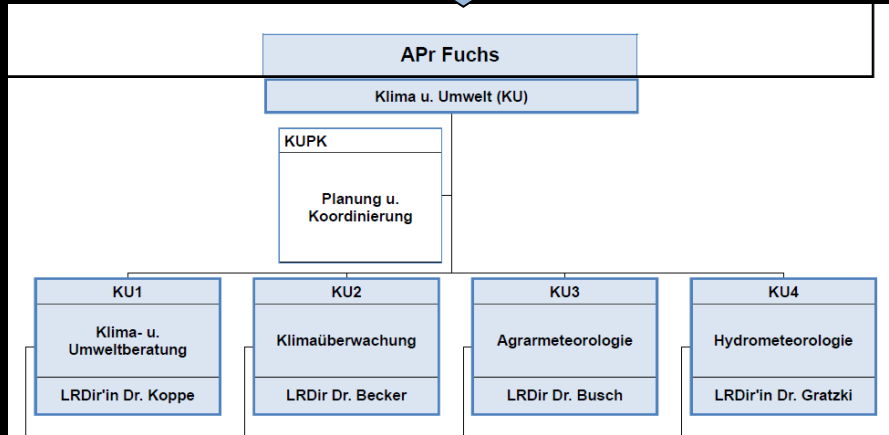 APr Fuchs
Klima u. Umwelt (KU)
KUPK
Planung u.
Koordinierung
KU1
Klima- u.
Umweltberatung
LRDir'in Dr. Koppe
KU2
Klimaüberwachung
LRDir Dr. Becker
KU3
Agrarmeteorologie
LRDir Dr. Busch
KU4
Hydrometeorologie
LRDir'in Dr. Gratzki